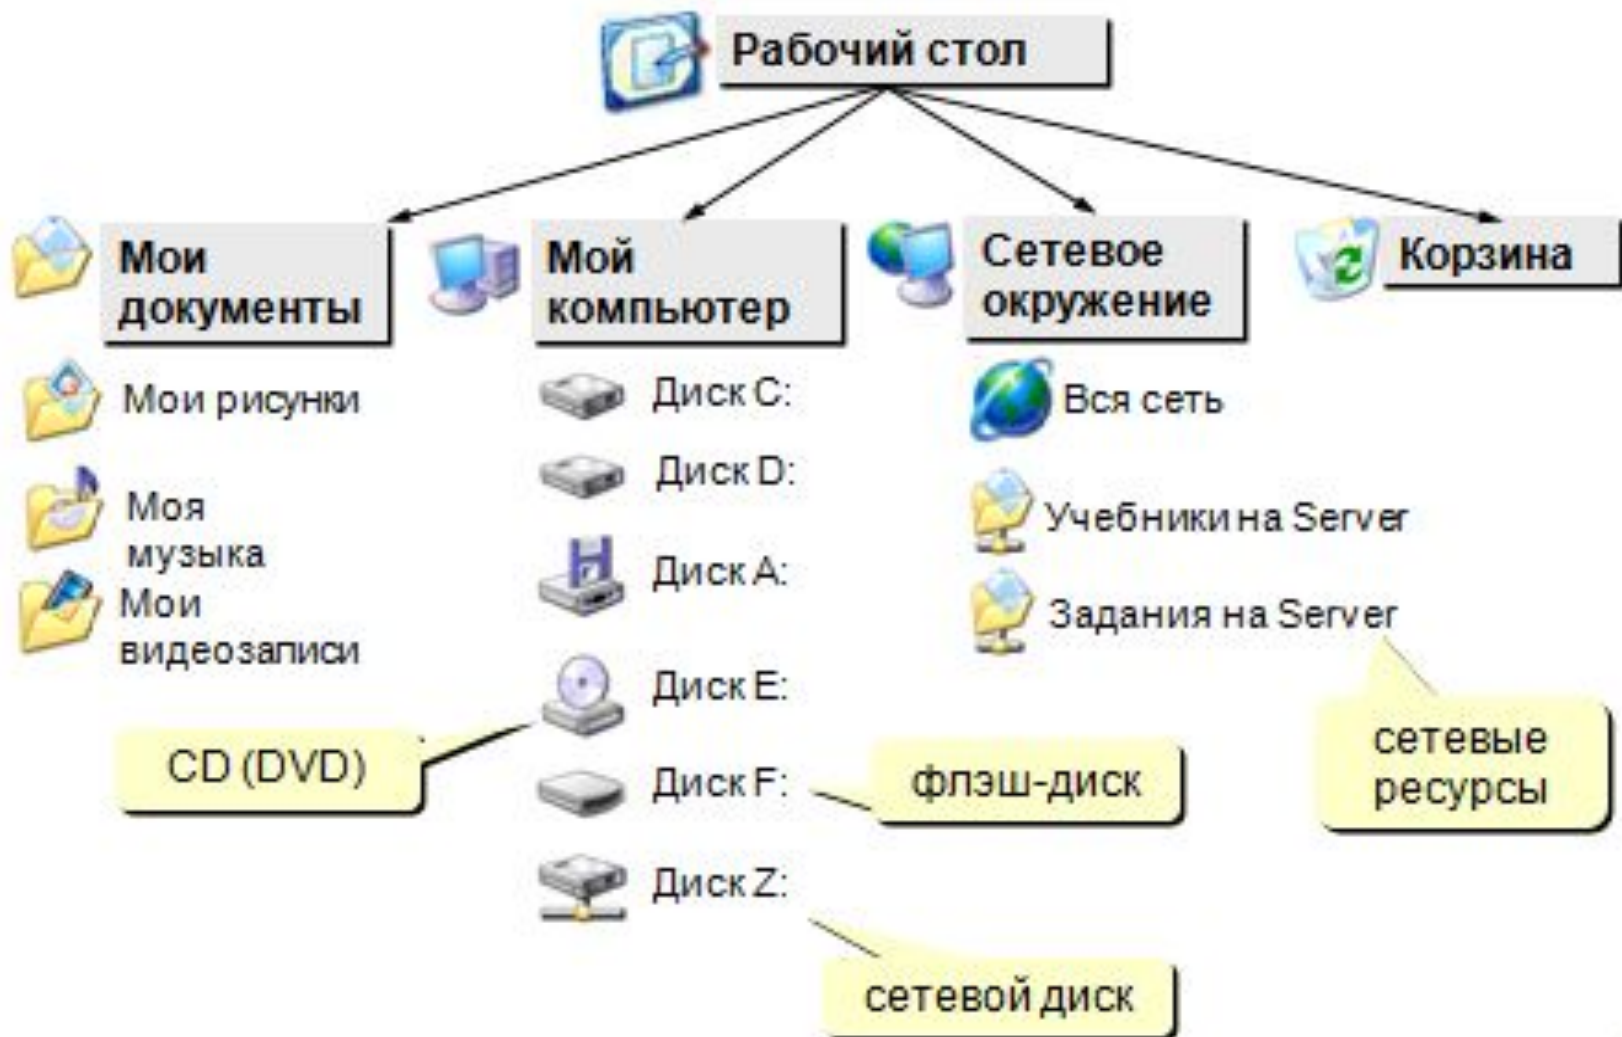 Рабочий стол
Мои
документы
Мой
компьютер
Сетевое
окружение
Корзина
Мои рисунки
Моя
музыка
Мои
видеозаписи
Диск C:
Диск D:
Диск A:
Диск E:
Диск F:
Диск Z:
Вся сеть
Учебники на Server
Задания на Server
CD (DVD)
флэш-диск
сетевые
ресурсы
сетевой диск